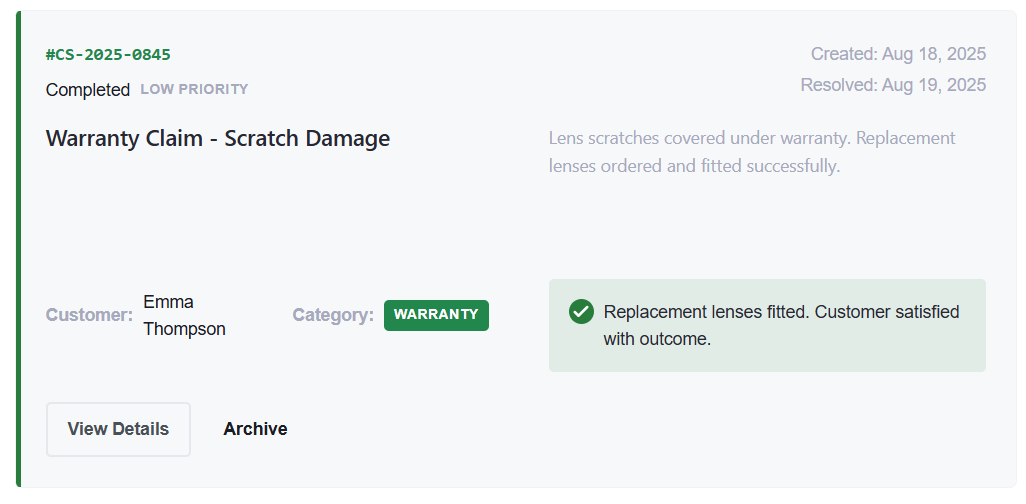 #CS-2025-0845
Created: Aug 18, 2025
Completed LOW PRIORITY
Resolved: Aug 19, 2025
Warranty Claim - Scratch Damage
Lens scratches covered under warranty. Replacement
lenses ordered and fitted successfully.
Customer: Emma
Thompson
Category: WARRANTY
Replacement lenses fitted. Customer satisfied
with outcome.
View Details
Archive